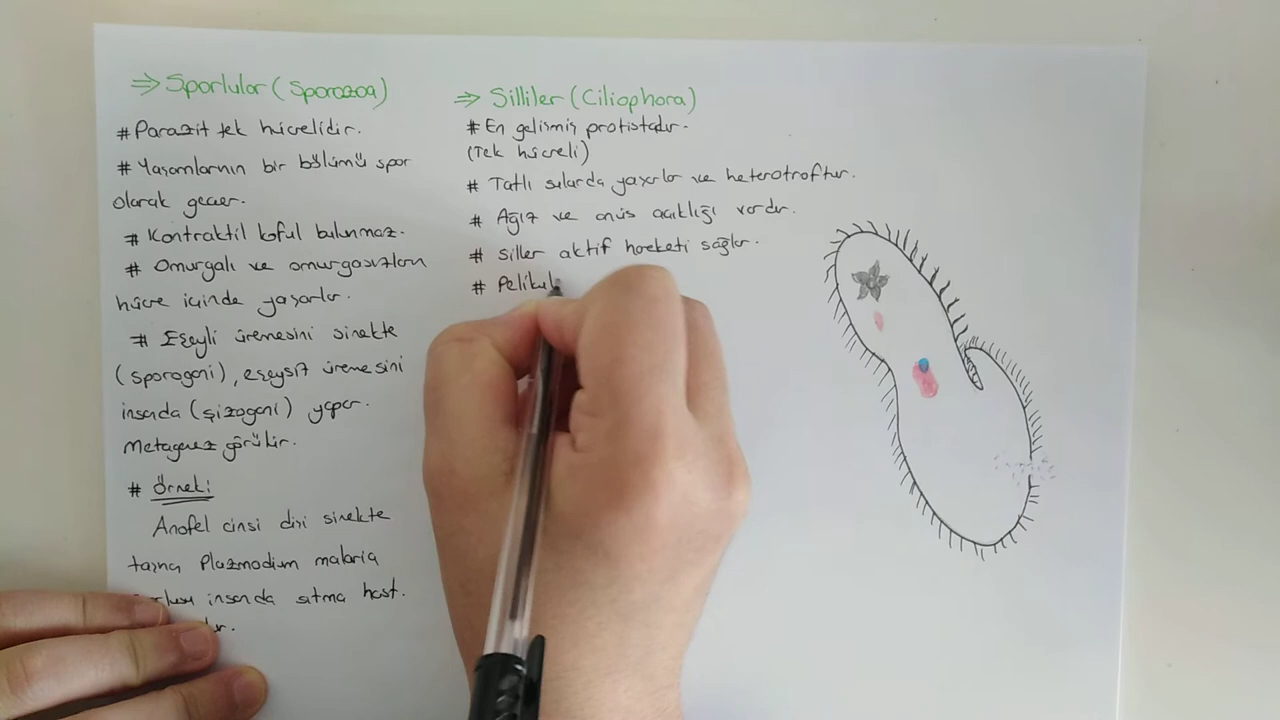 ⇒ Sporlular (Sporozoa)
# Parazit tek hücrelidir.
# Yaşamlarının bir bölümü spor
olarak geçer.
# Kontraktil koful bulunmaz.
# Omurgalı ve omurgasızların
hücre içinde yaşarlar.
# Eşeyli üremesini sinekte
(sporogeni), eşeysiz üremesini
insanda (şizogoni) yapar.
Metagenez görülür.
# Örnek:
Anofel cinsi dişi sinekte
taşınan Plazmodium malaria
insanda sıtma hast.
⇒ Silliler (Ciliophora)
# En gelişmiş protistadır.
(Tek hücreli)
# Tatlı sularda yaşarlar ve heterotroftur.
# Ağız ve anüs açıklığı vardır.
# Siller aktif hareketi sağlar.
# Pelikul